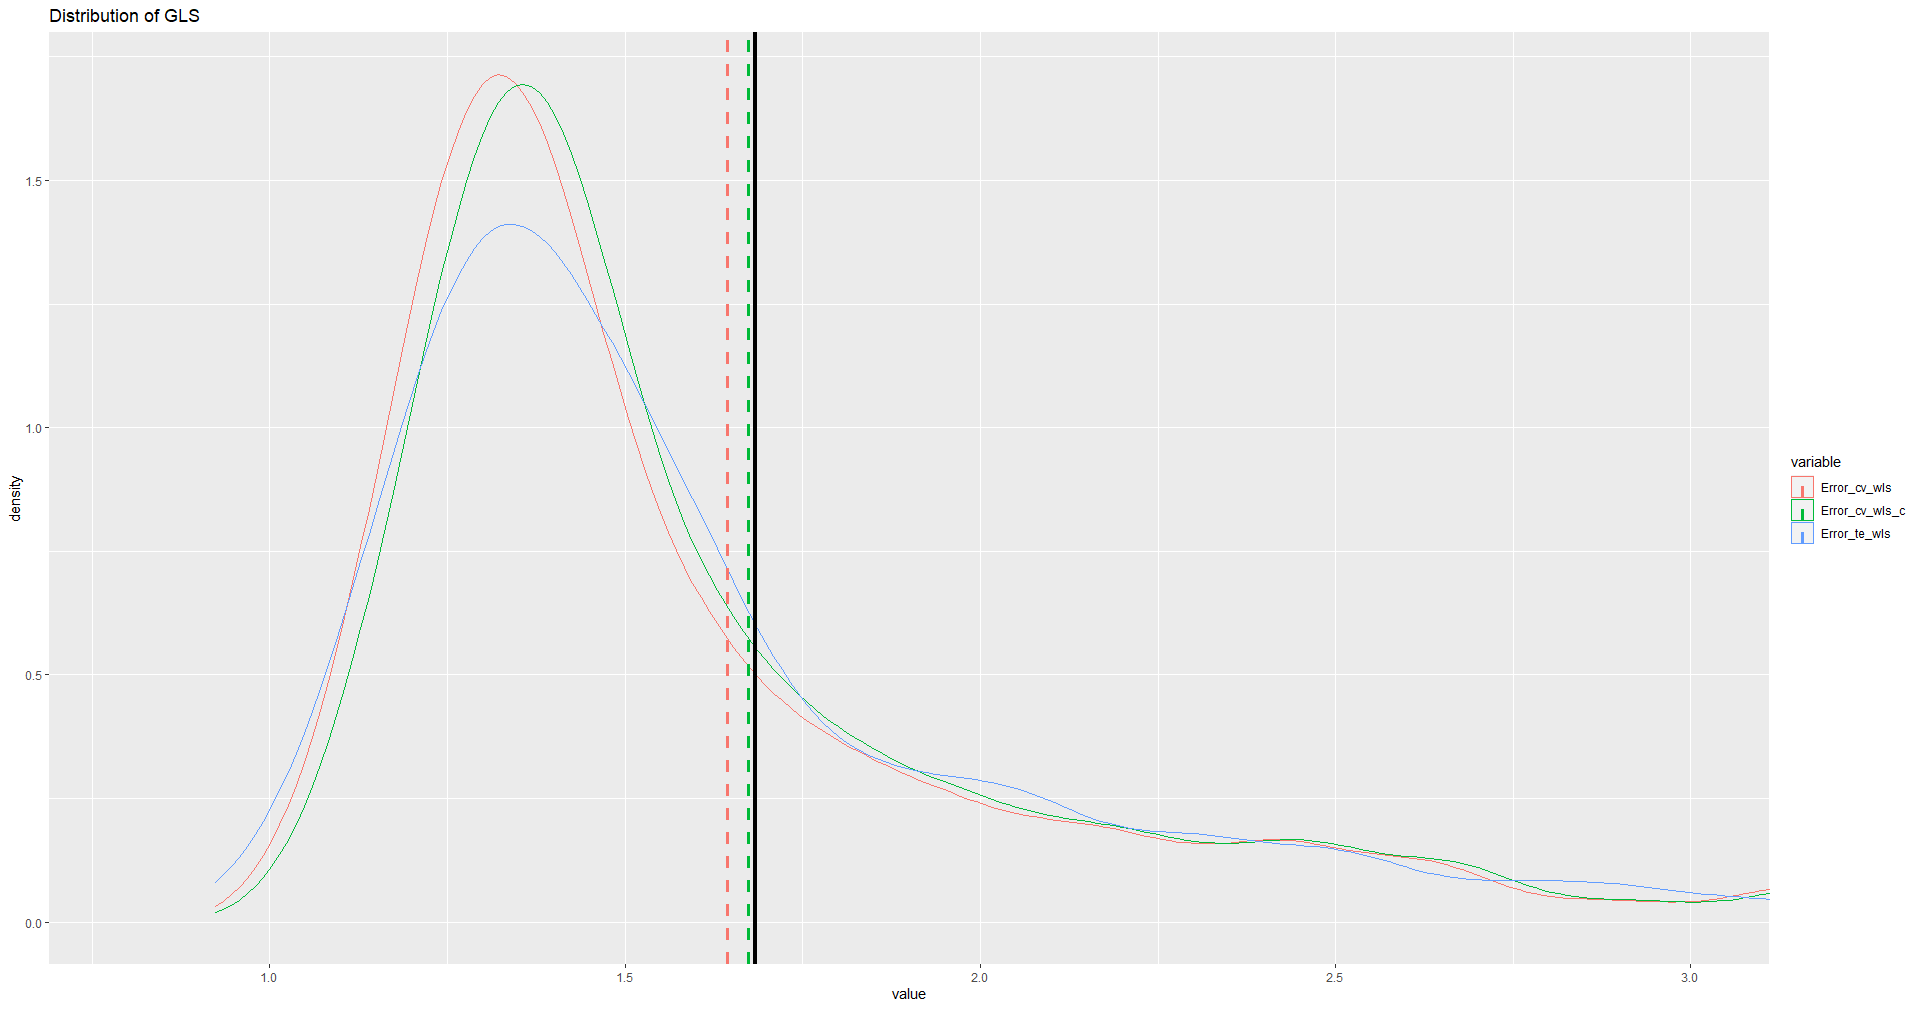 Distribution of GLS
density
1.5
1.0
0.5
0.0
1.0
1.5
2.0
2.5
3.0
value
variable
Error_cv_wls
Error_cv_wls_c
Error_te_wls